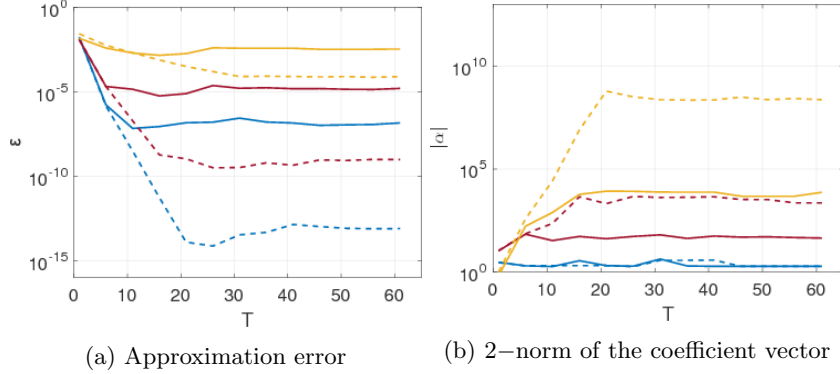 10^0
10^-5
10^-10
10^-15
ε
0 10 20 30 40 50 60
T
(a) Approximation error
10^10
10^5
10^0
|α|
0 10 20 30 40 50 60
T
(b) 2−norm of the coefficient vector